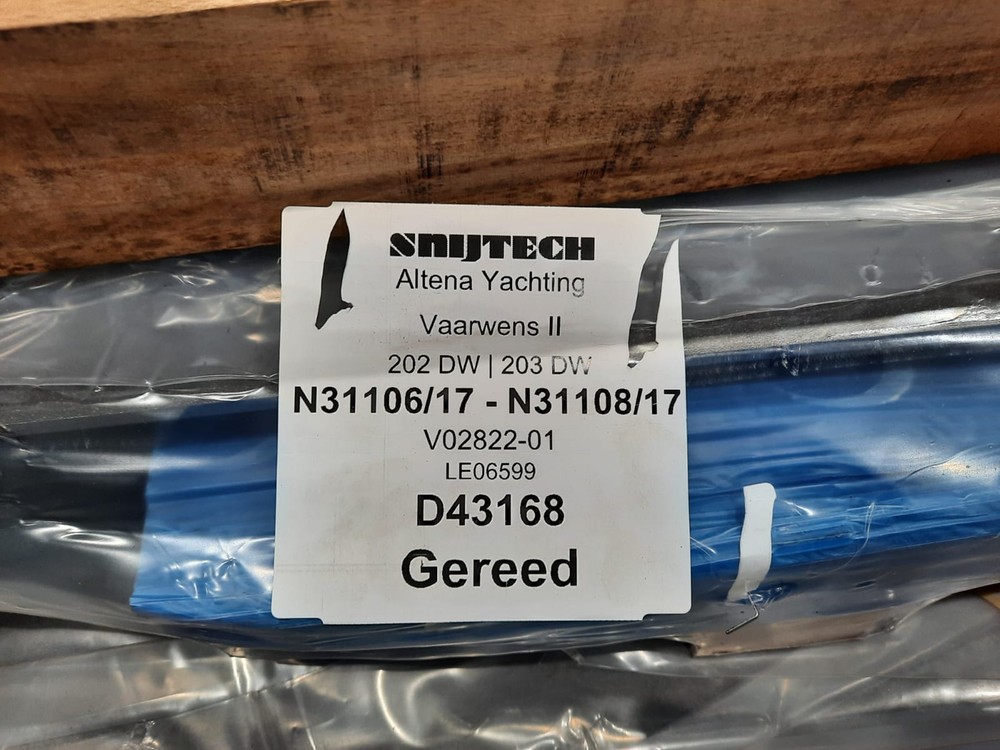 SNIJTECH
Altena Yachting
Vaarwens II
202 DW | 203 DW
N31106/17 - N31108/17
V02822-01
LE06599
D43168
Gereed